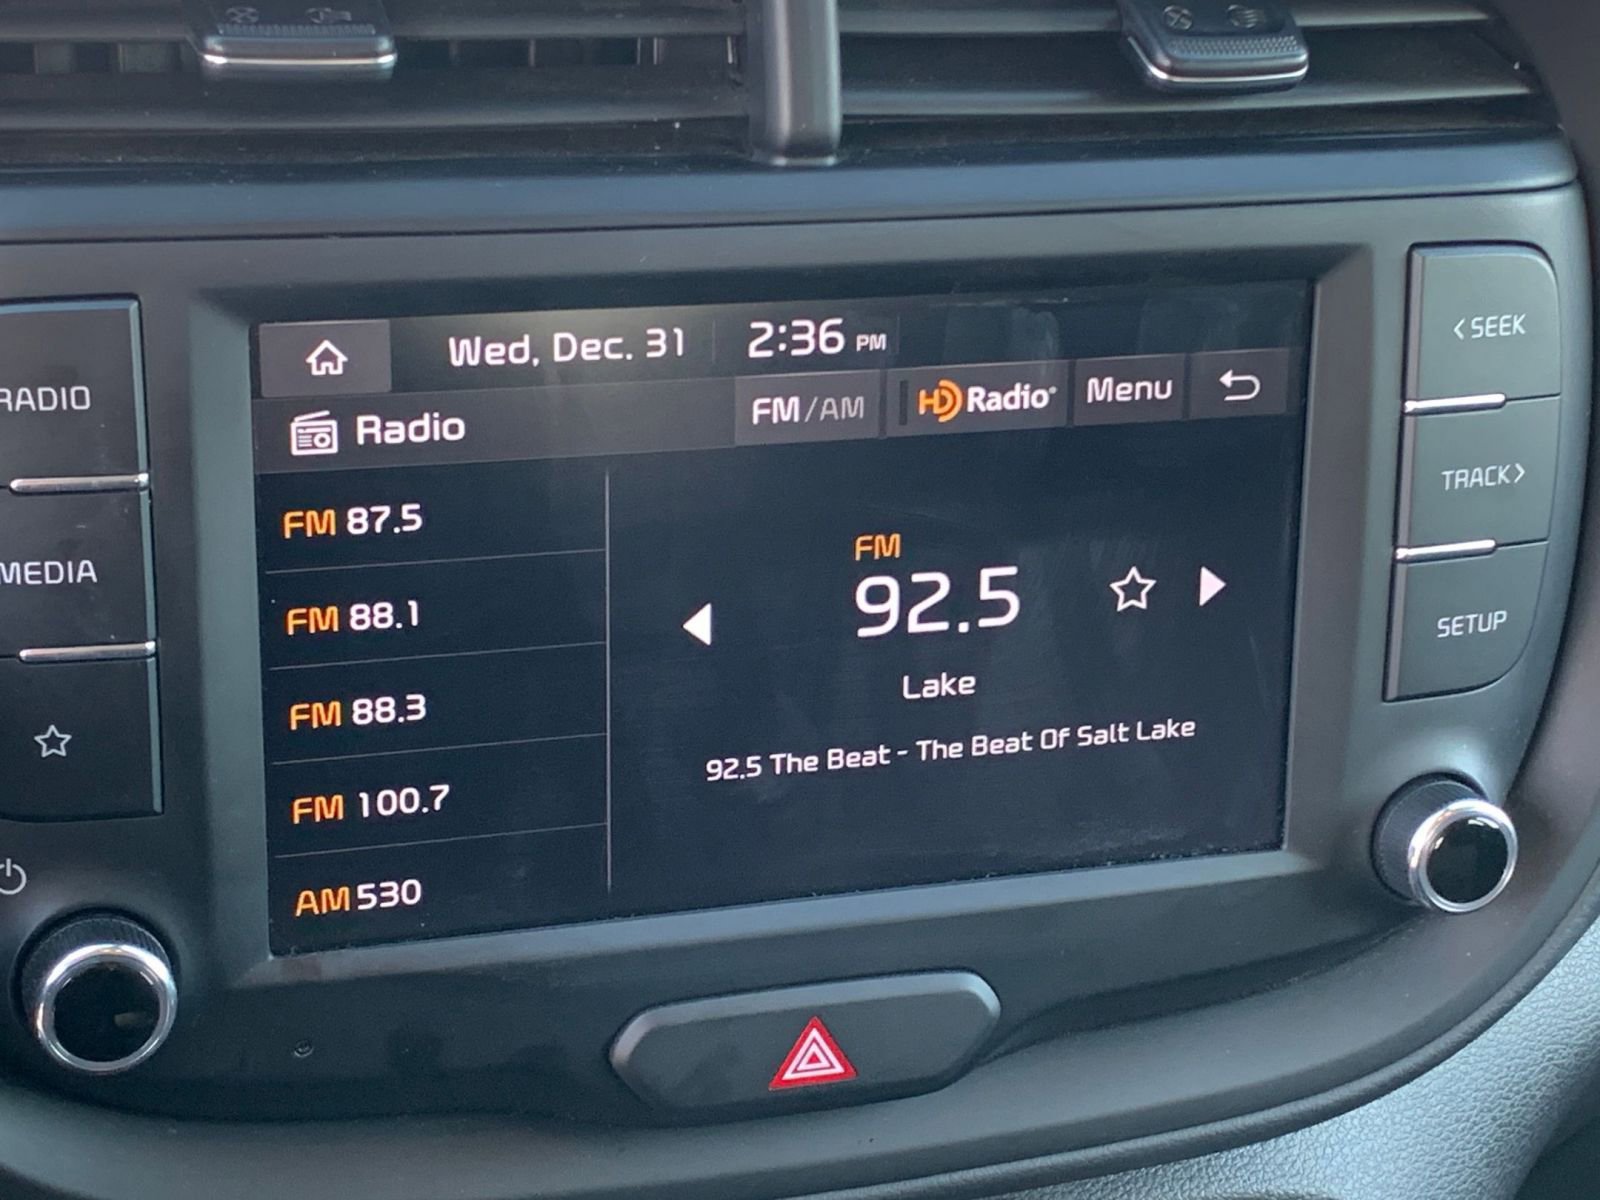 Wed, Dec. 31 2:36 PM
Radio FM/AM HD Radio® Menu
FM 87.5
FM 88.1
FM 88.3
FM 100.7
AM 530
FM
92.5
Lake
92.5 The Beat - The Beat Of Salt Lake
RADIO
MEDIA
< SEEK
TRACK >
SETUP